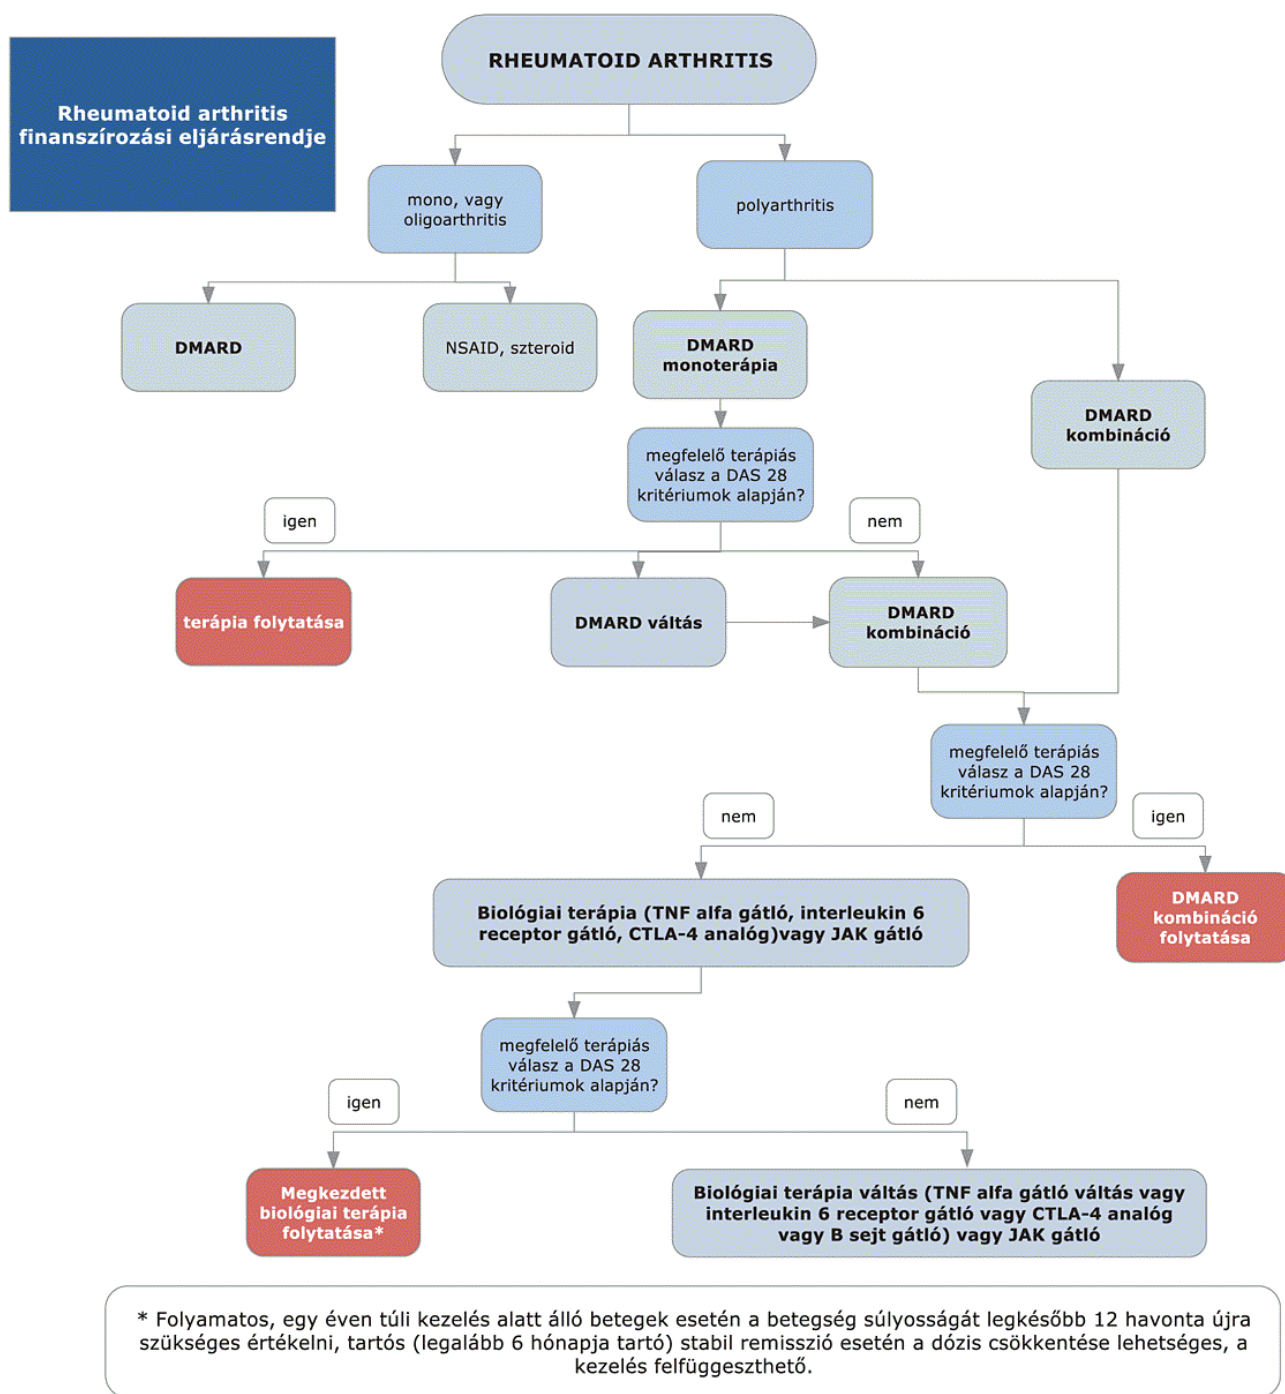 RHEUMATOID ARTHRITIS
Rheumatoid arthritis
finanszírozási eljárásrendje
mono, vagy
oligoarthritis
polyarthritis
DMARD
NSAID, szteroid
DMARD
monoterápia
DMARD
kombináció
megfelelő terápiás
válasz a DAS 28
kritériumok alapján?
igen
nem
terápia folytatása
DMARD váltás
DMARD
kombináció
megfelelő terápiás
válasz a DAS 28
kritériumok alapján?
nem
igen
Biológiai terápia (TNF alfa gátló, interleukin 6
receptor gátló, CTLA-4 analóg)vagy JAK gátló
DMARD
kombináció
folytatása
megfelelő terápiás
válasz a DAS 28
kritériumok alapján?
igen
nem
Megkezdett
biológiai terápia
folytatása*
Biológiai terápia váltás (TNF alfa gátló váltás vagy
interleukin 6 receptor gátló vagy CTLA-4 analóg
vagy B sejt gátló) vagy JAK gátló
* Folyamatos, egy éven túli kezelés alatt álló betegek esetén a betegség súlyosságát legkésőbb 12 havonta újra
szükséges értékelni, tartós (legalább 6 hónapja tartó) stabil remisszió esetén a dózis csökkentése lehetséges, a
kezelés felfüggeszthető.